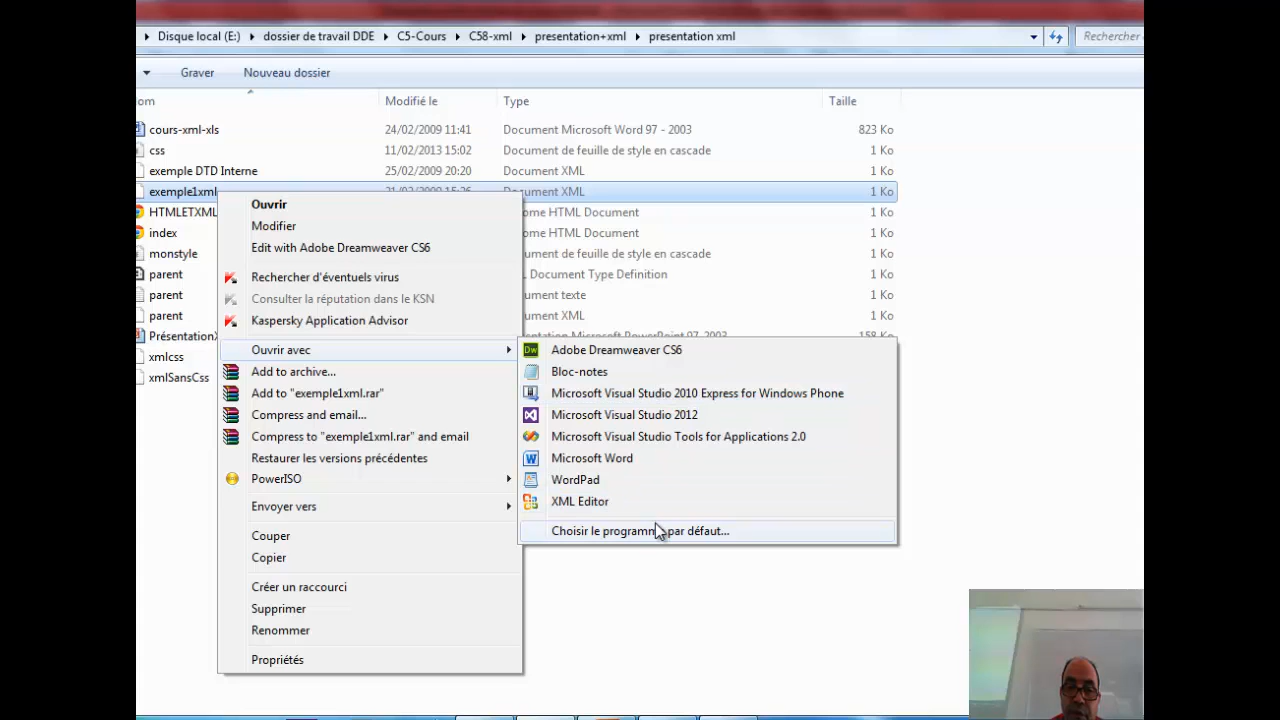 Disque local (E:) dossier de travail DDE C5-Cours C58-xml presentation+xml presentation xml Rechercher
Graver Nouveau dossier
om Modifié le Type Taille
cours-xml-xls 24/02/2009 11:41 Document Microsoft Word 97 - 2003 823 Ko
css 11/02/2013 15:02 Document de feuille de style en cascade 1 Ko
exemple DTD Interne 25/02/2009 20:20 Document XML 1 Ko
exemple1xml Document XML 1 Ko
HTMLETXML ome HTML Document 1 Ko
index ome HTML Document 1 Ko
monstyle cument de feuille de style en cascade 1 Ko
parent Document Type Definition 1 Ko
parent cument texte 1 Ko
parent cument XML 1 Ko
Présentation Microsoft PowerPoint 97-2003 158 Ko
xmlcss
xmlSansCss
Ouvrir
Modifier
Edit with Adobe Dreamweaver CS6
Rechercher d'éventuels virus
Consulter la réputation dans le KSN
Kaspersky Application Advisor
Ouvrir avec
Add to archive...
Add to "exemple1xml.rar"
Compress and email...
Compress to "exemple1xml.rar" and email
Restaurer les versions précédentes
PowerISO
Envoyer vers
Couper
Copier
Créer un raccourci
Supprimer
Renommer
Propriétés
Adobe Dreamweaver CS6
Bloc-notes
Microsoft Visual Studio 2010 Express for Windows Phone
Microsoft Visual Studio 2012
Microsoft Visual Studio Tools for Applications 2.0
Microsoft Word
WordPad
XML Editor
Choisir le programme par défaut...